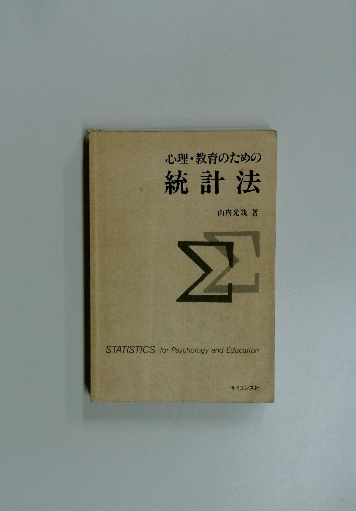 心理・教育のための
統計法
山内光哉 著
STATISTICS for Psychology and Education
サイエンス社